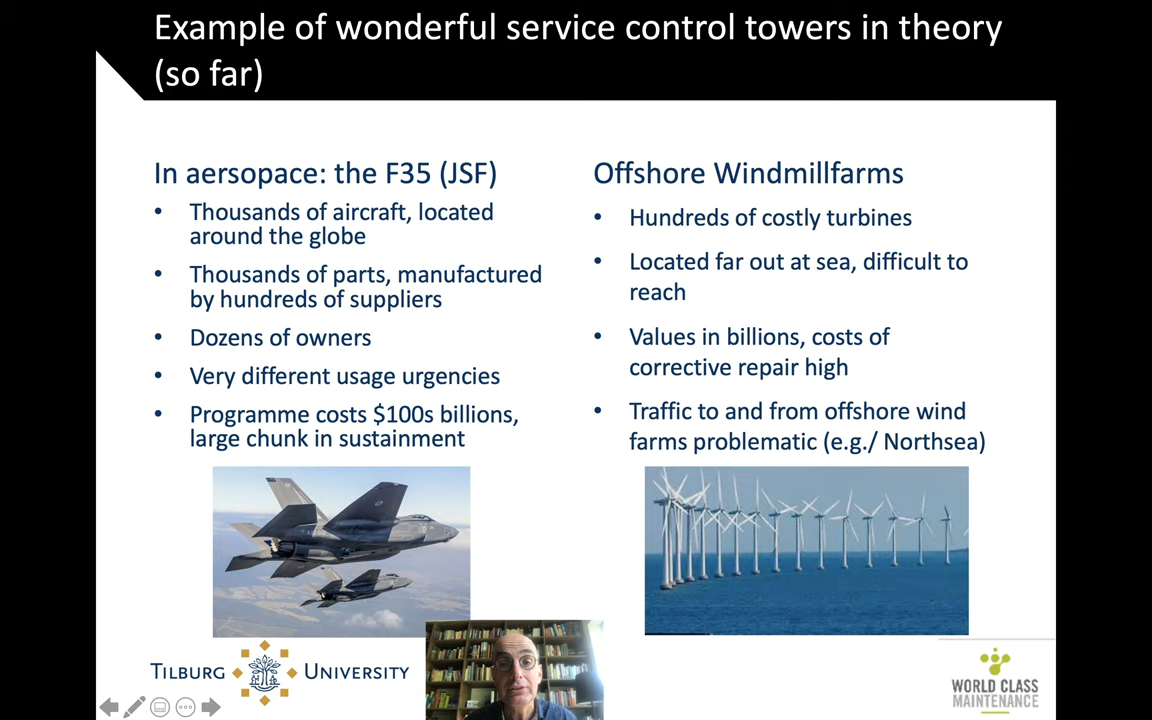 Example of wonderful service control towers in theory
(so far)
In aersopace: the F35 (JSF)
• Thousands of aircraft, located
around the globe
• Thousands of parts, manufactured
by hundreds of suppliers
• Dozens of owners
• Very different usage urgencies
• Programme costs $100s billions,
large chunk in sustainment
Offshore Windmillfarms
• Hundreds of costly turbines
• Located far out at sea, difficult to
reach
• Values in billions, costs of
corrective repair high
• Traffic to and from offshore wind
farms problematic (e.g./ Northsea)
TILBURG UNIVERSITY
WORLD CLASS
MAINTENANCE